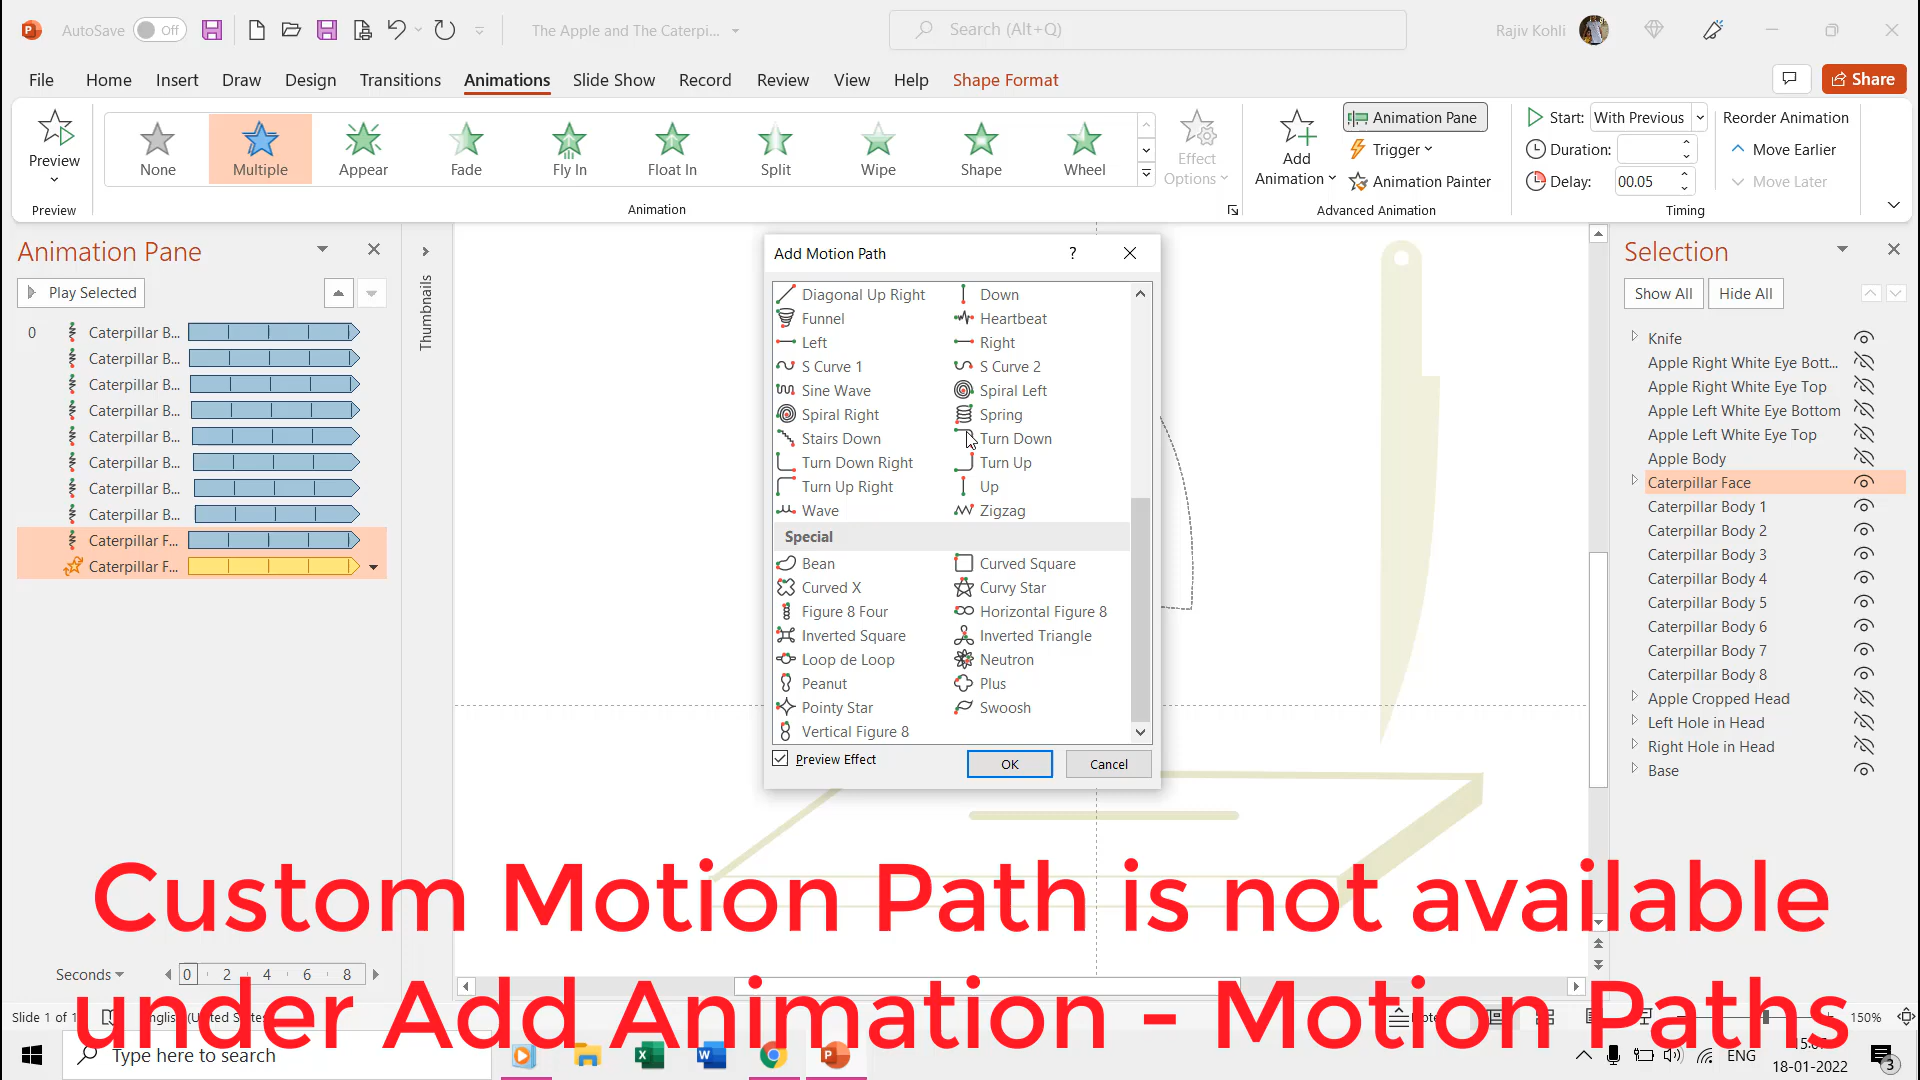 AutoSave Off The Apple and The Caterpi... Search (Alt+Q) Rajiv Kohli
File Home Insert Draw Design Transitions Animations Slide Show Record Review View Help Shape Format Share
Preview
None Multiple Appear Fade Fly In Float In Split Wipe Shape Wheel
Effect Options
Add Animation
Animation Pane
Trigger
Animation Painter
Start: With Previous
Duration:
Delay: 00.05
Reorder Animation
Move Earlier
Move Later
Preview Animation Advanced Animation Timing
Animation Pane
Play Selected
0 Caterpillar B...
Caterpillar B...
Caterpillar B...
Caterpillar B...
Caterpillar B...
Caterpillar B...
Caterpillar B...
Caterpillar B...
Caterpillar F...
Caterpillar F...
Seconds 0 2 4 6 8
Thumbnails
Add Motion Path ?
Diagonal Up Right Down
Funnel Heartbeat
Left Right
S Curve 1 S Curve 2
Sine Wave Spiral Left
Spiral Right Spring
Stairs Down Turn Down
Turn Down Right Turn Up
Turn Up Right Up
Wave Zigzag
Special
Bean Curved Square
Curved X Curvy Star
Figure 8 Four Horizontal Figure 8
Inverted Square Inverted Triangle
Loop de Loop Neutron
Peanut Plus
Pointy Star Swoosh
Vertical Figure 8
Preview Effect OK Cancel
Selection
Show All Hide All
Knife
Apple Right White Eye Bott...
Apple Right White Eye Top
Apple Left White Eye Bottom
Apple Left White Eye Top
Apple Body
Caterpillar Face
Caterpillar Body 1
Caterpillar Body 2
Caterpillar Body 3
Caterpillar Body 4
Caterpillar Body 5
Caterpillar Body 6
Caterpillar Body 7
Caterpillar Body 8
Apple Cropped Head
Left Hole in Head
Right Hole in Head
Base
Custom Motion Path is not available
under Add Animation - Motion Paths
Slide 1 of 1 150%
Type here to search
ENG
18-01-2022
3